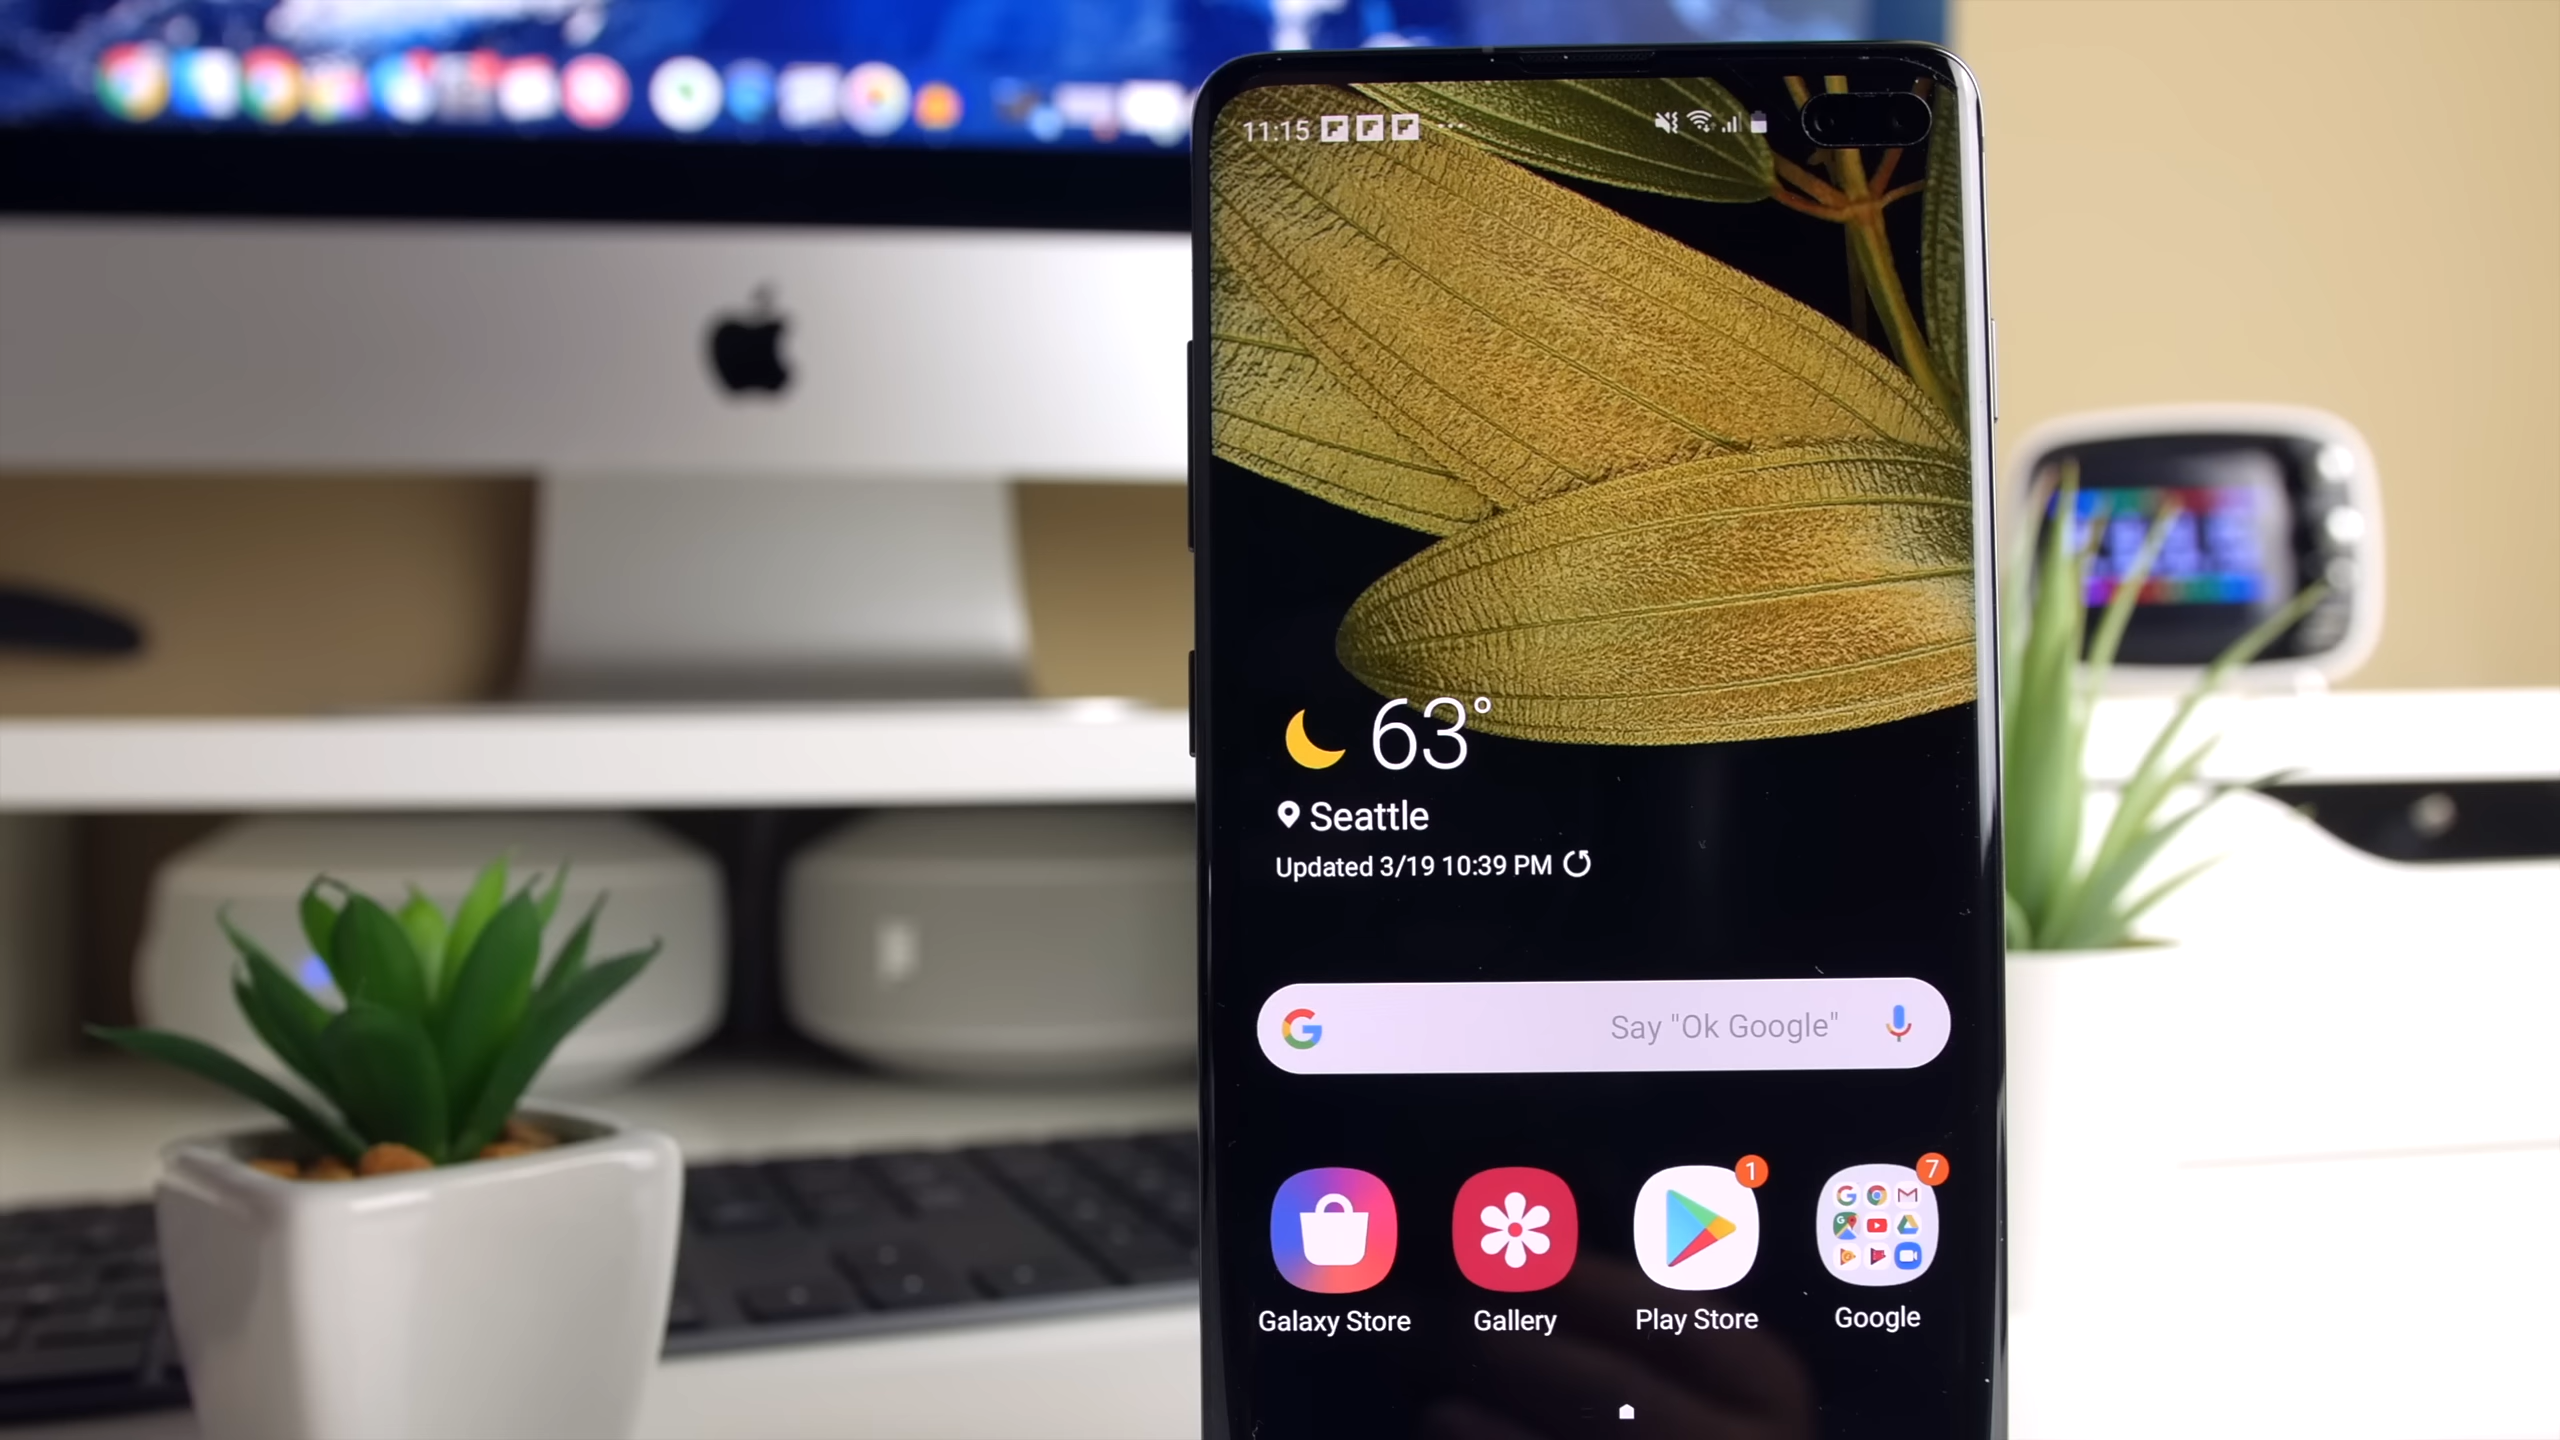 11:15
63°
Seattle
Updated 3/19 10:39 PM
Say "Ok Google"
1
7
Galaxy Store
Gallery
Play Store
Google